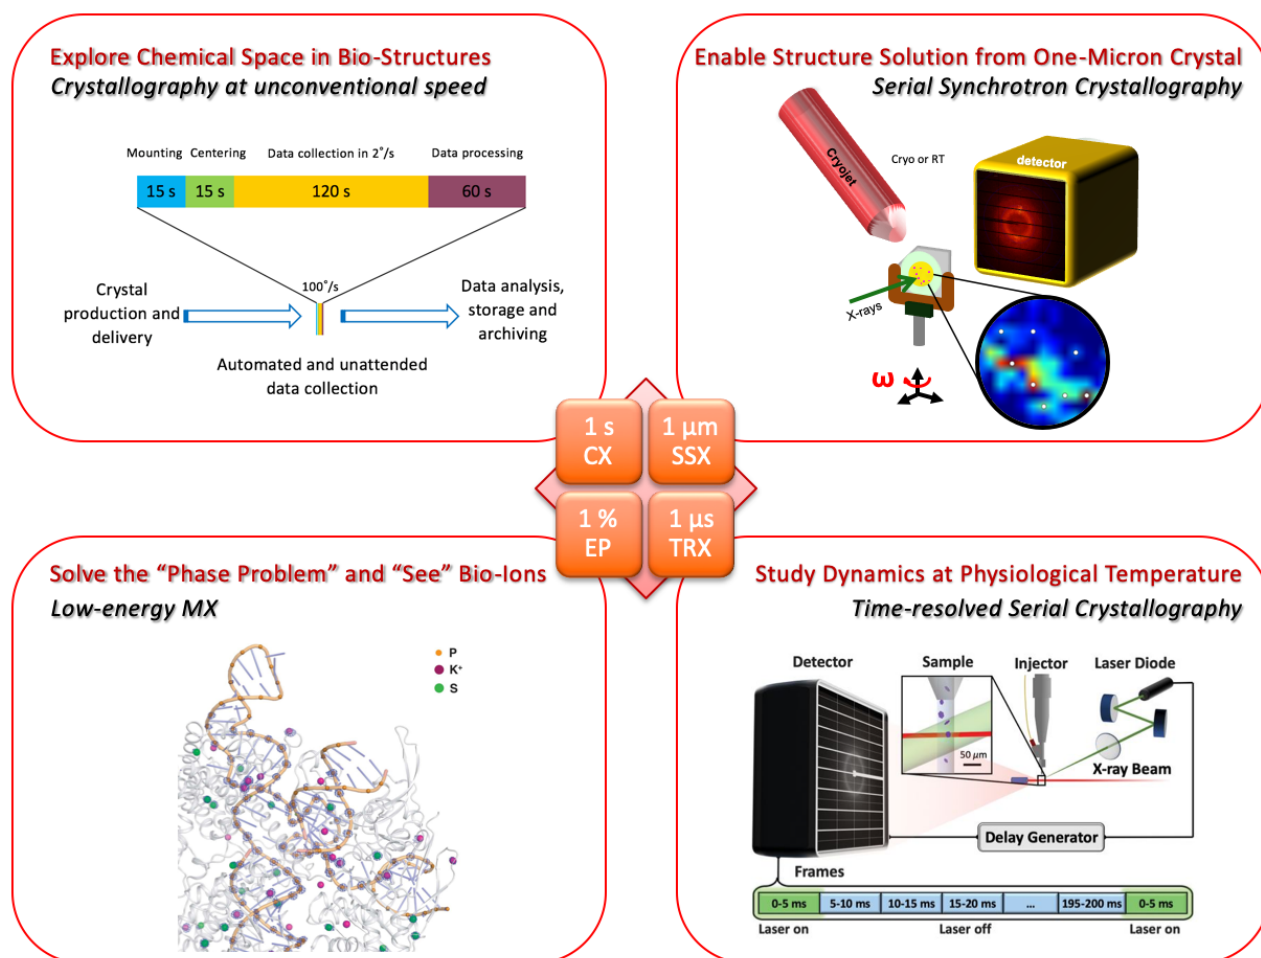 Explore Chemical Space in Bio-Structures
Crystallography at unconventional speed
Mounting Centering Data collection in 2°/s Data processing
15 s 15 s 120 s 60 s
100°/s
Crystal
production and
delivery
Data analysis,
storage and
archiving
Automated and unattended
data collection
Enable Structure Solution from One-Micron Crystal
Serial Synchrotron Crystallography
Cryojet
Cryo or RT
detector
X-rays
ω
1 s
CX
1 µm
SSX
1 %
EP
1 µs
TRX
Solve the “Phase Problem” and “See” Bio-Ions
Low-energy MX
P
K⁺
S
Study Dynamics at Physiological Temperature
Time-resolved Serial Crystallography
Detector
Sample
Injector
Laser Diode
50 µm
X-ray Beam
Delay Generator
Frames
0-5 ms 5-10 ms 10-15 ms 15-20 ms ... 195-200 ms 0-5 ms
Laser on Laser off Laser on